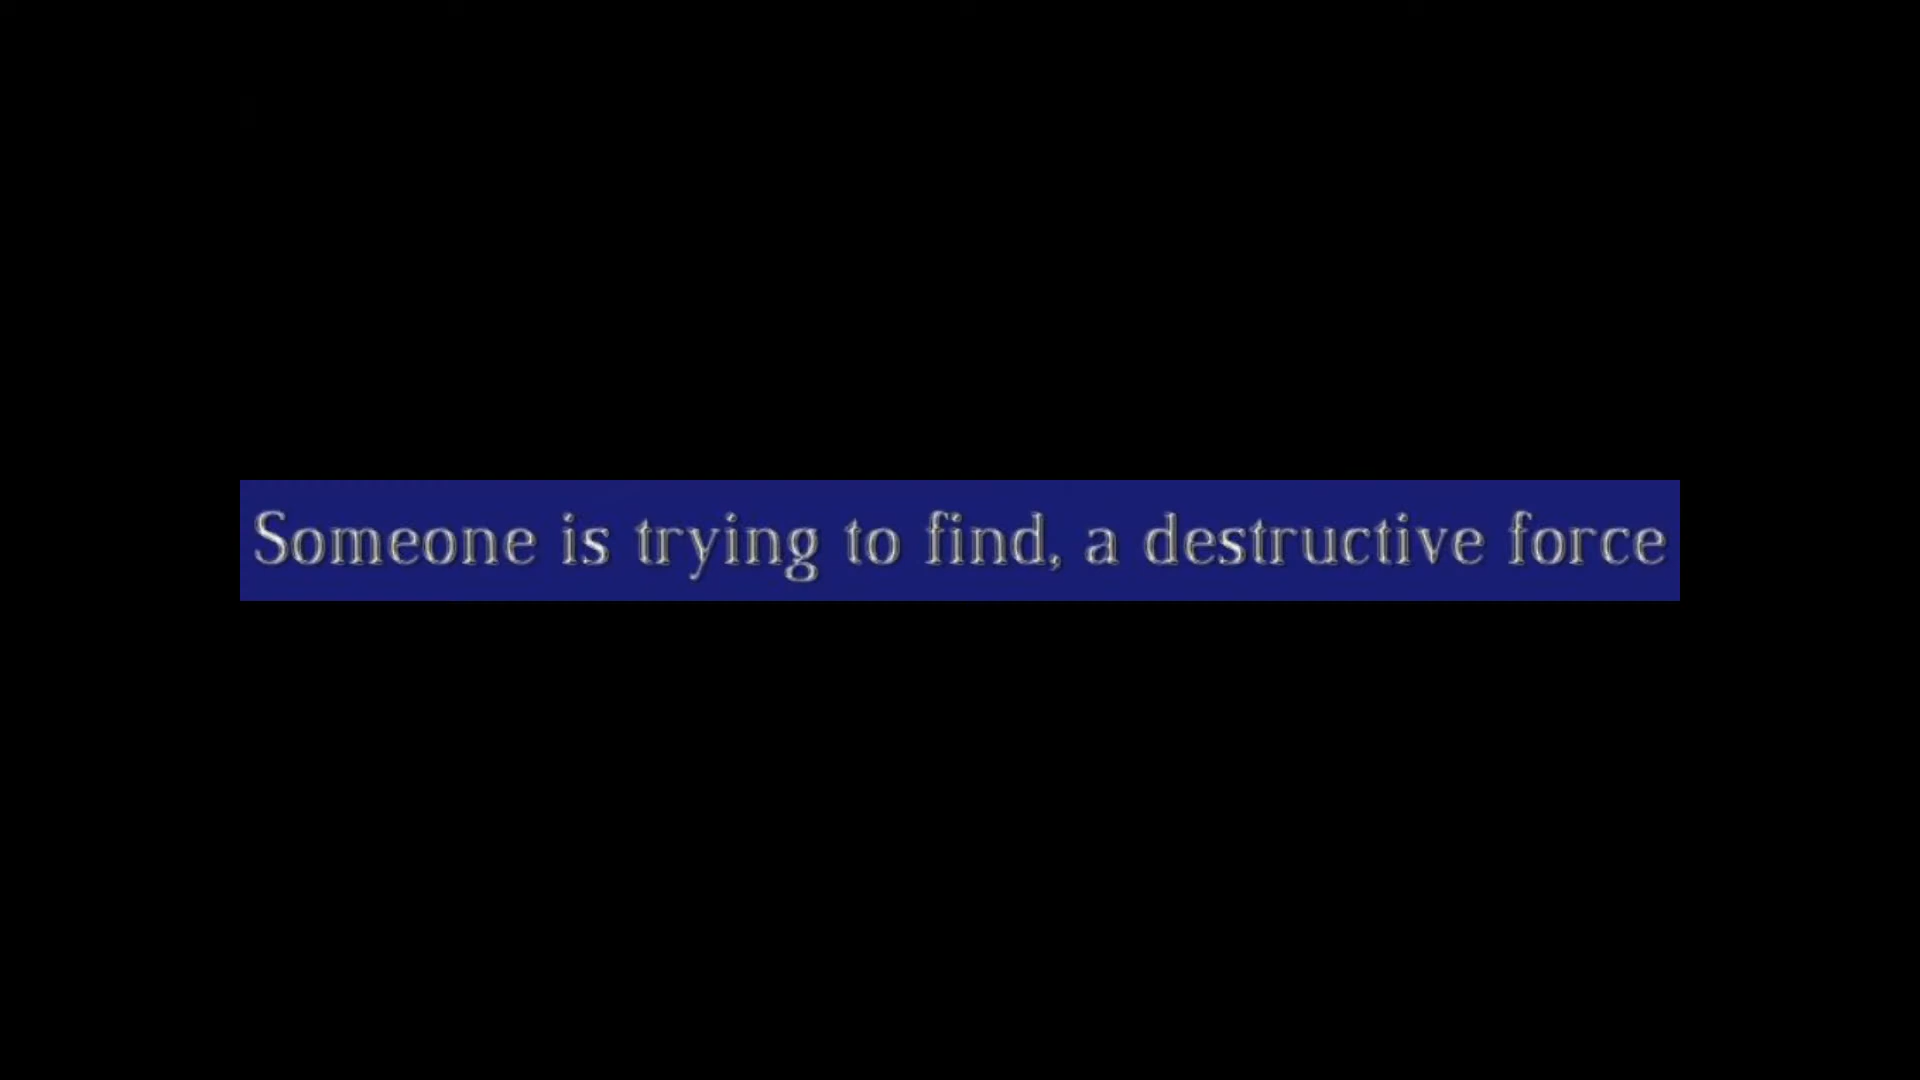 Someone is trying to find, a destructive force